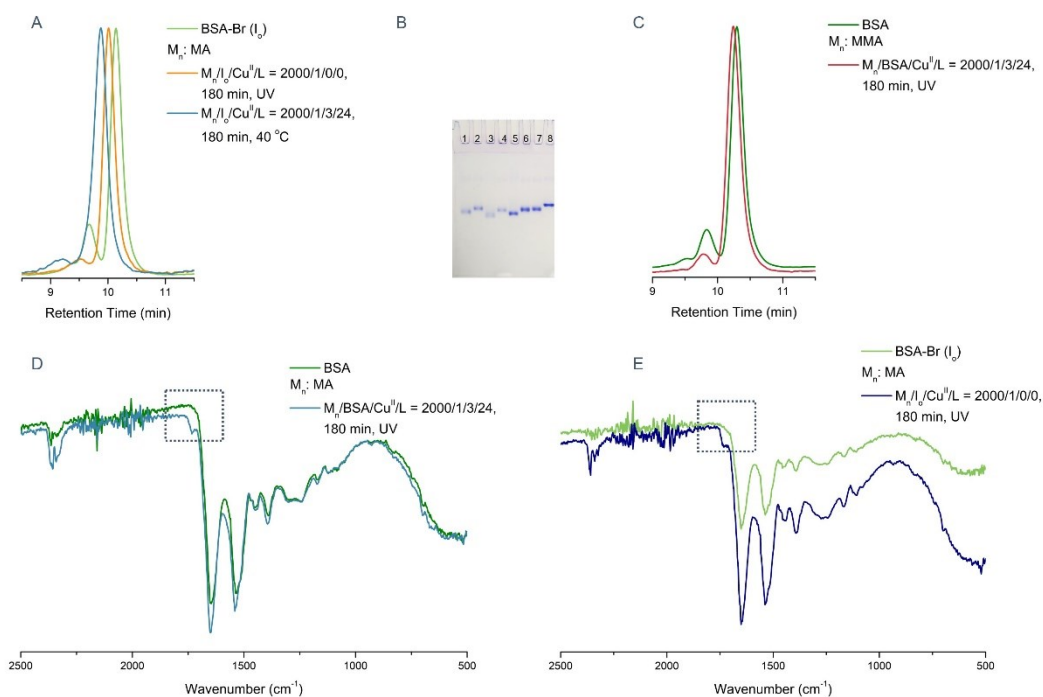 A
BSA-Br (I₀)
Mₙ: MA
Mₙ/I₀/Cuᴵᴵ/L = 2000/1/0/0,
180 min, UV
Mₙ/I₀/Cuᴵᴵ/L = 2000/1/3/24,
180 min, 40 °C
9 10 11
Retention Time (min)
B
1 2 3 4 5 6 7 8
C
BSA
Mₙ: MMA
Mₙ/BSA/Cuᴵᴵ/L = 2000/1/3/24,
180 min, UV
9 10 11
Retention Time (min)
D
BSA
Mₙ: MA
Mₙ/BSA/Cuᴵᴵ/L = 2000/1/3/24,
180 min, UV
2500 2000 1500 1000 500
Wavenumber (cm⁻¹)
E
BSA-Br (I₀)
Mₙ: MA
Mₙ/I₀/Cuᴵᴵ/L = 2000/1/0/0,
180 min, UV
2500 2000 1500 1000 500
Wavenumber (cm⁻¹)